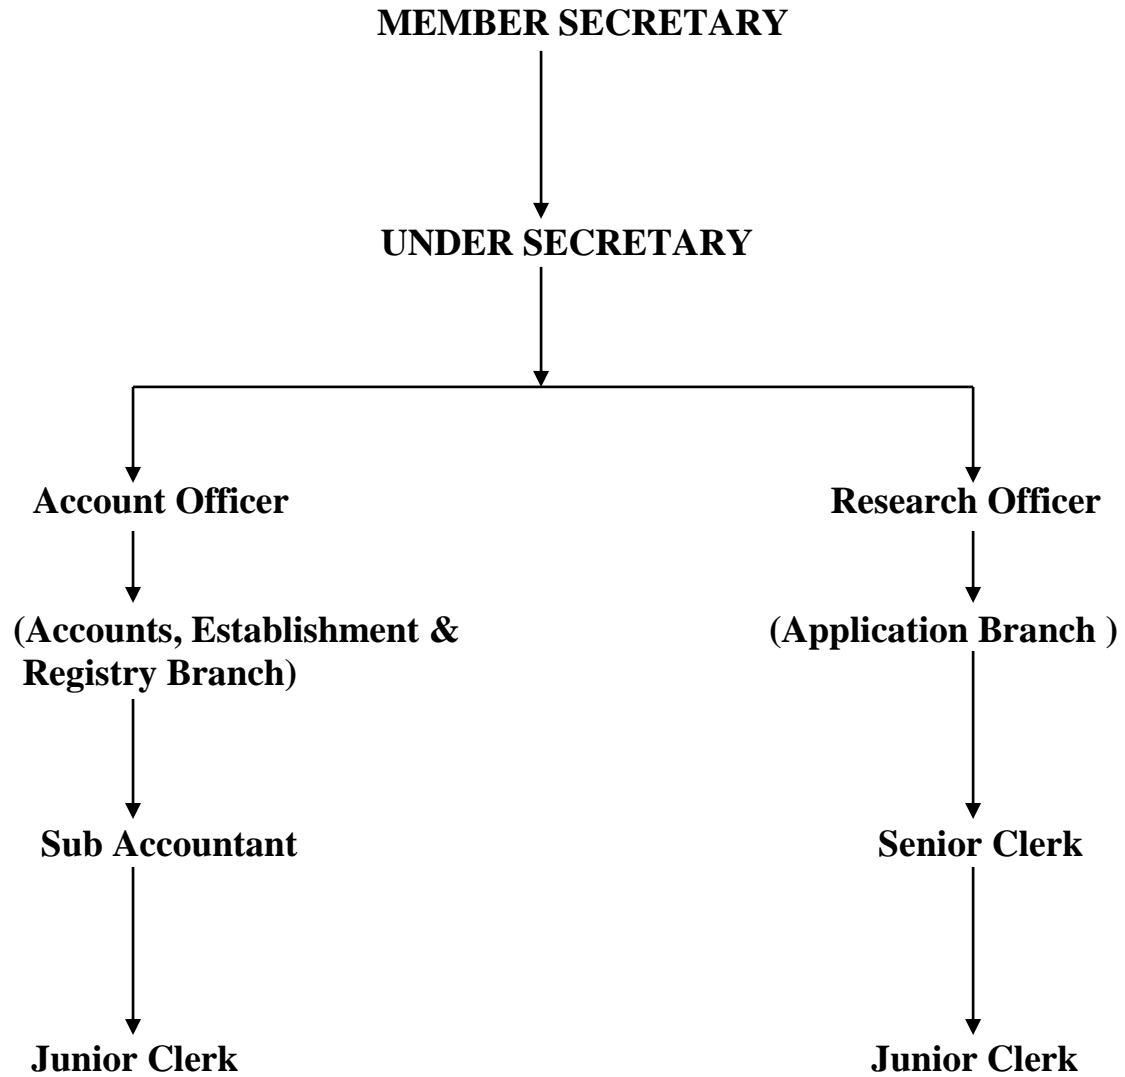 MEMBER SECRETARY
UNDER SECRETARY
Account Officer
Research Officer
(Accounts, Establishment &
Registry Branch)
(Application Branch )
Sub Accountant
Senior Clerk
Junior Clerk
Junior Clerk